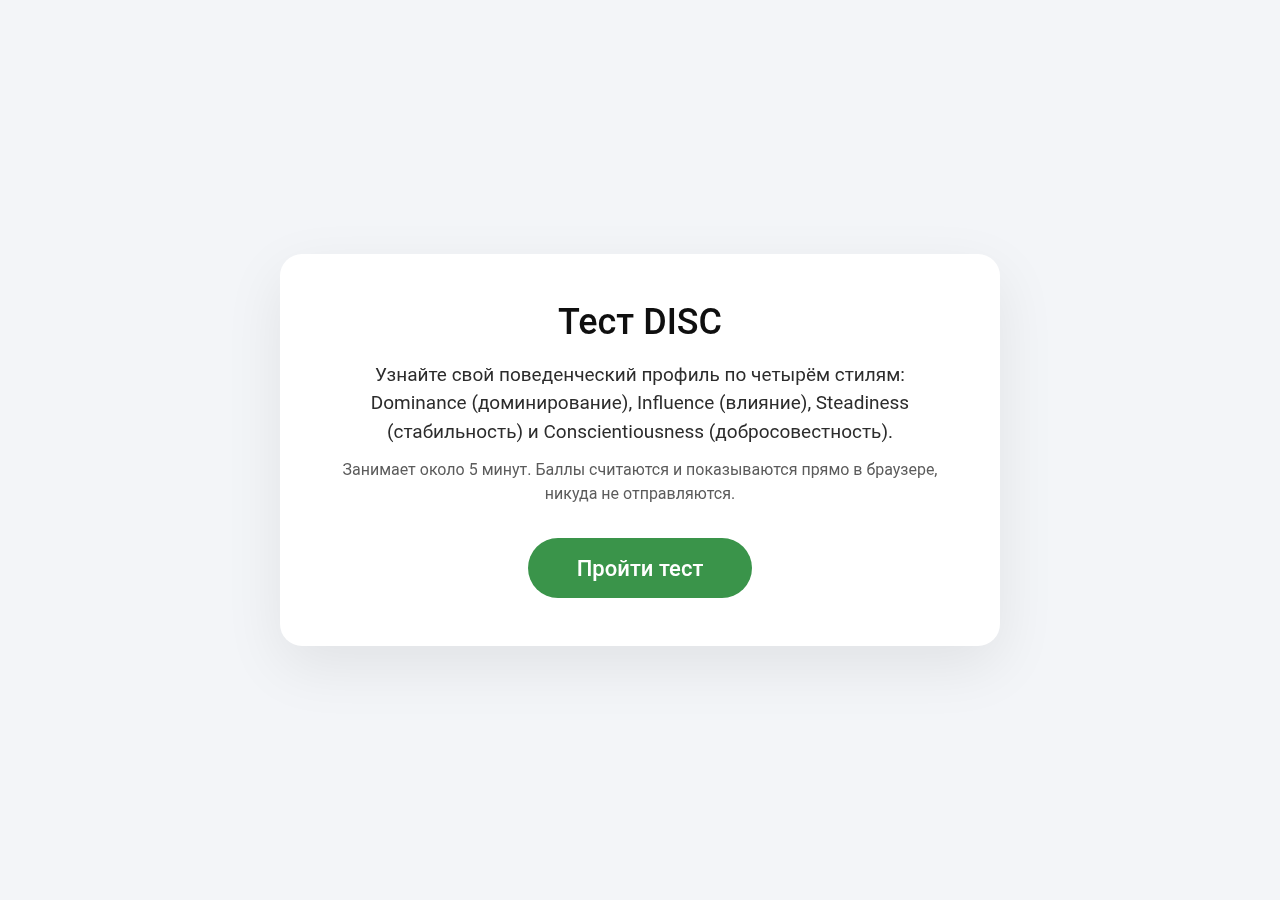 Тест DISC
Узнайте свой поведенческий профиль по четырём стилям:
Dominance (доминирование), Influence (влияние), Steadiness
(стабильность) и Conscientiousness (добросовестность).
Занимает около 5 минут. Баллы считаются и показываются прямо в браузере,
никуда не отправляются.
Пройти тест